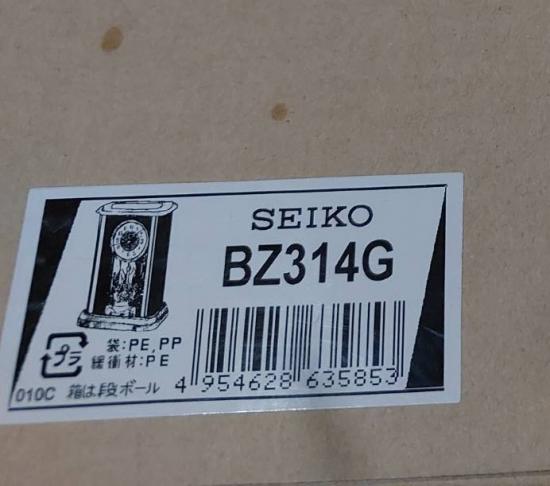 SEIKO
BZ314G
プラ
袋:PE,PP
緩衝材:PE
010C 箱は段ボール
4 954628 635853